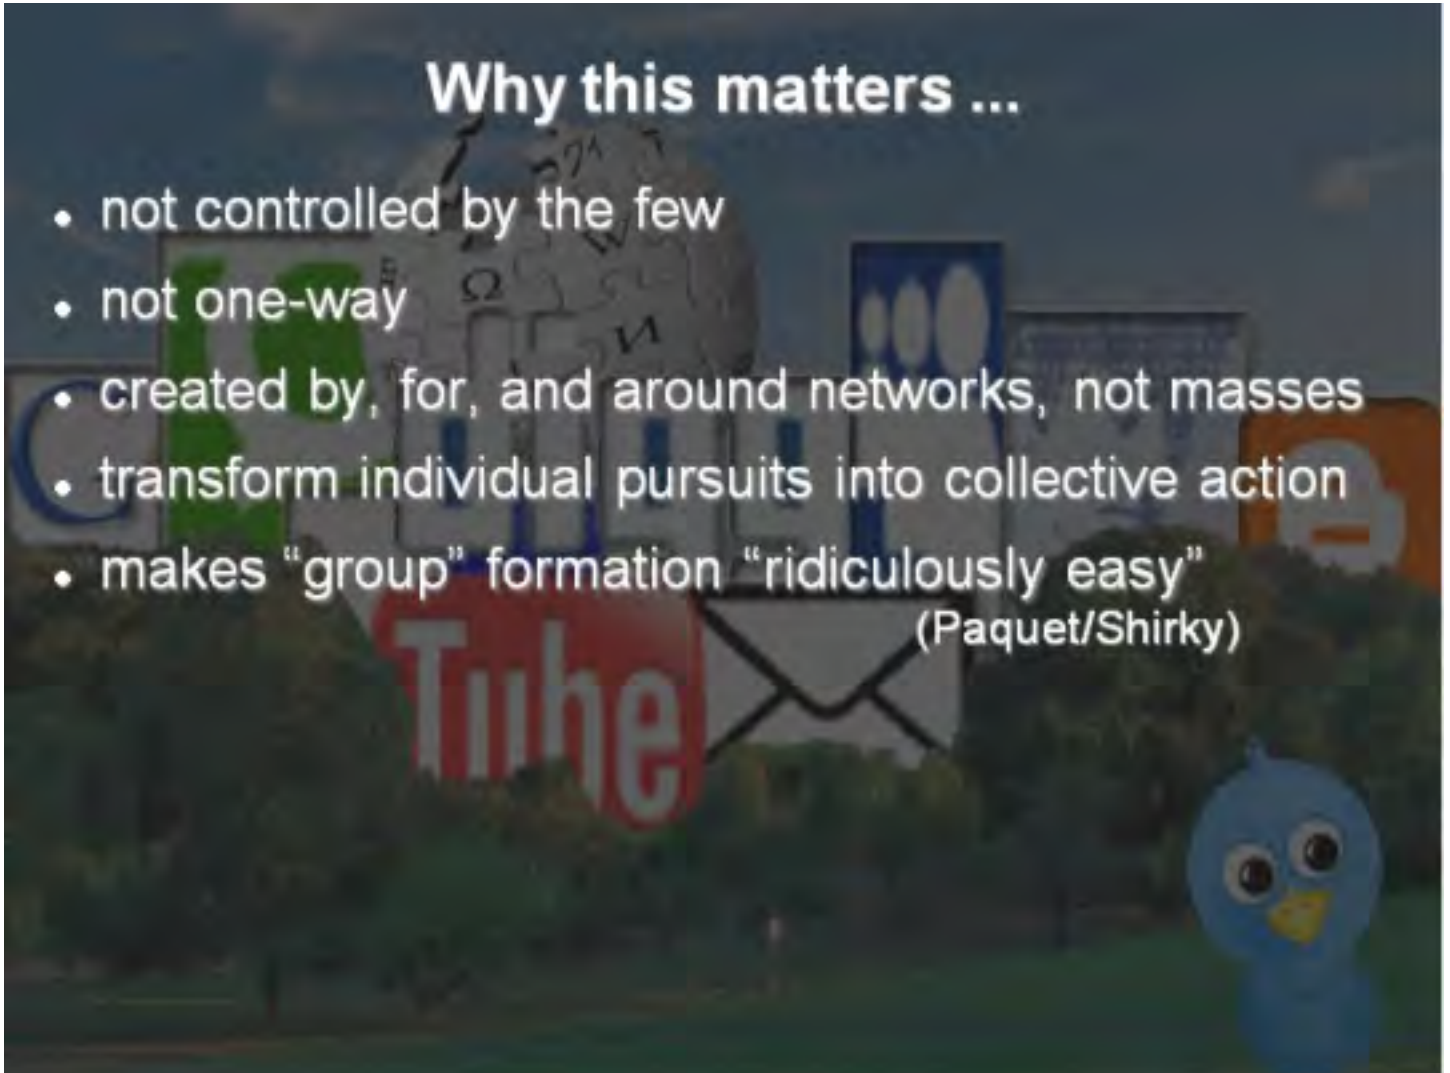 Why this matters ...
• not controlled by the few
• not one-way
• created by, for, and around networks, not masses
• transform individual pursuits into collective action
• makes “group” formation “ridiculously easy”
(Paquet/Shirky)
Ω
W
И
G
Tube